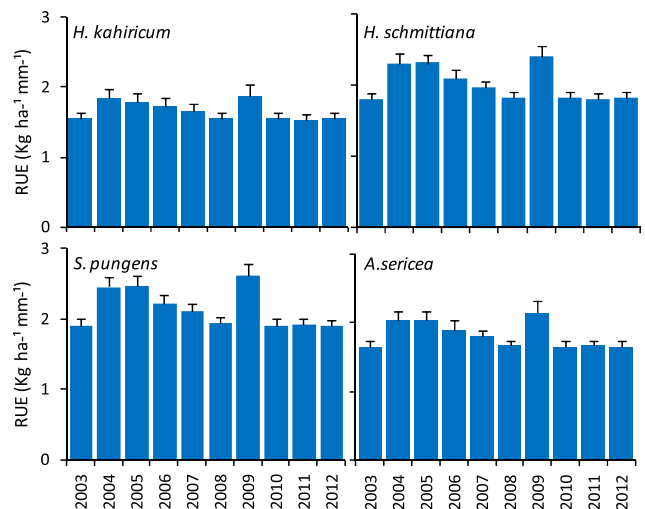 3
H. kahiricum
H. schmittiana
2
1
0
RUE (Kg ha-¹ mm-¹)
3
S. pungens
A.sericea
2
1
0
RUE (Kg ha-¹ mm-¹)
2003 2004 2005 2006 2007 2008 2009 2010 2011 2012
2003 2004 2005 2006 2007 2008 2009 2010 2011 2012